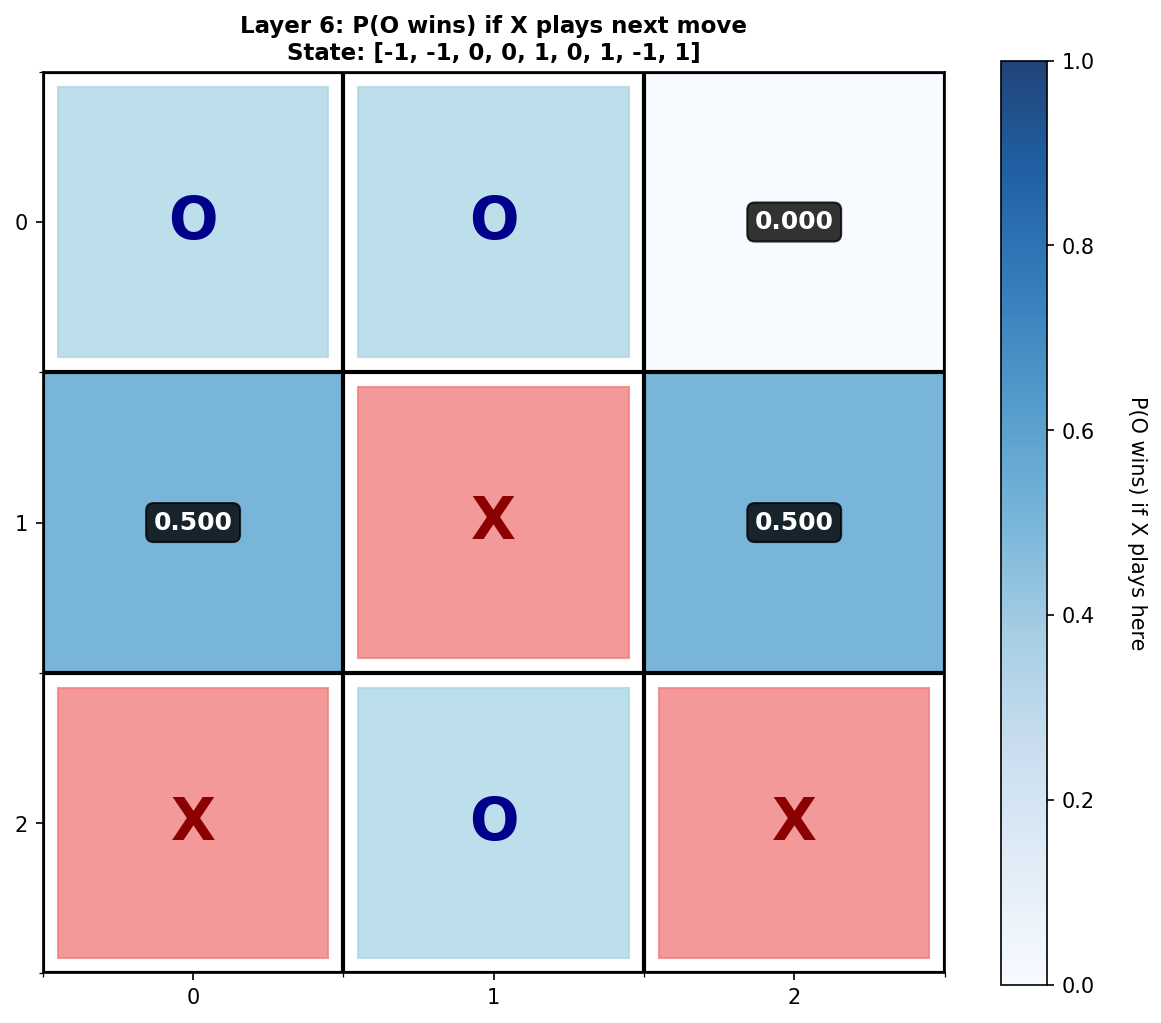 Layer 6: P(O wins) if X plays next move
State: [-1, -1, 0, 0, 1, 0, 1, -1, 1]
0
O
O
0.000
1
0.500
X
0.500
2
X
O
X
0
1
2
1.0
0.8
0.6
0.4
0.2
0.0
P(O wins) if X plays here